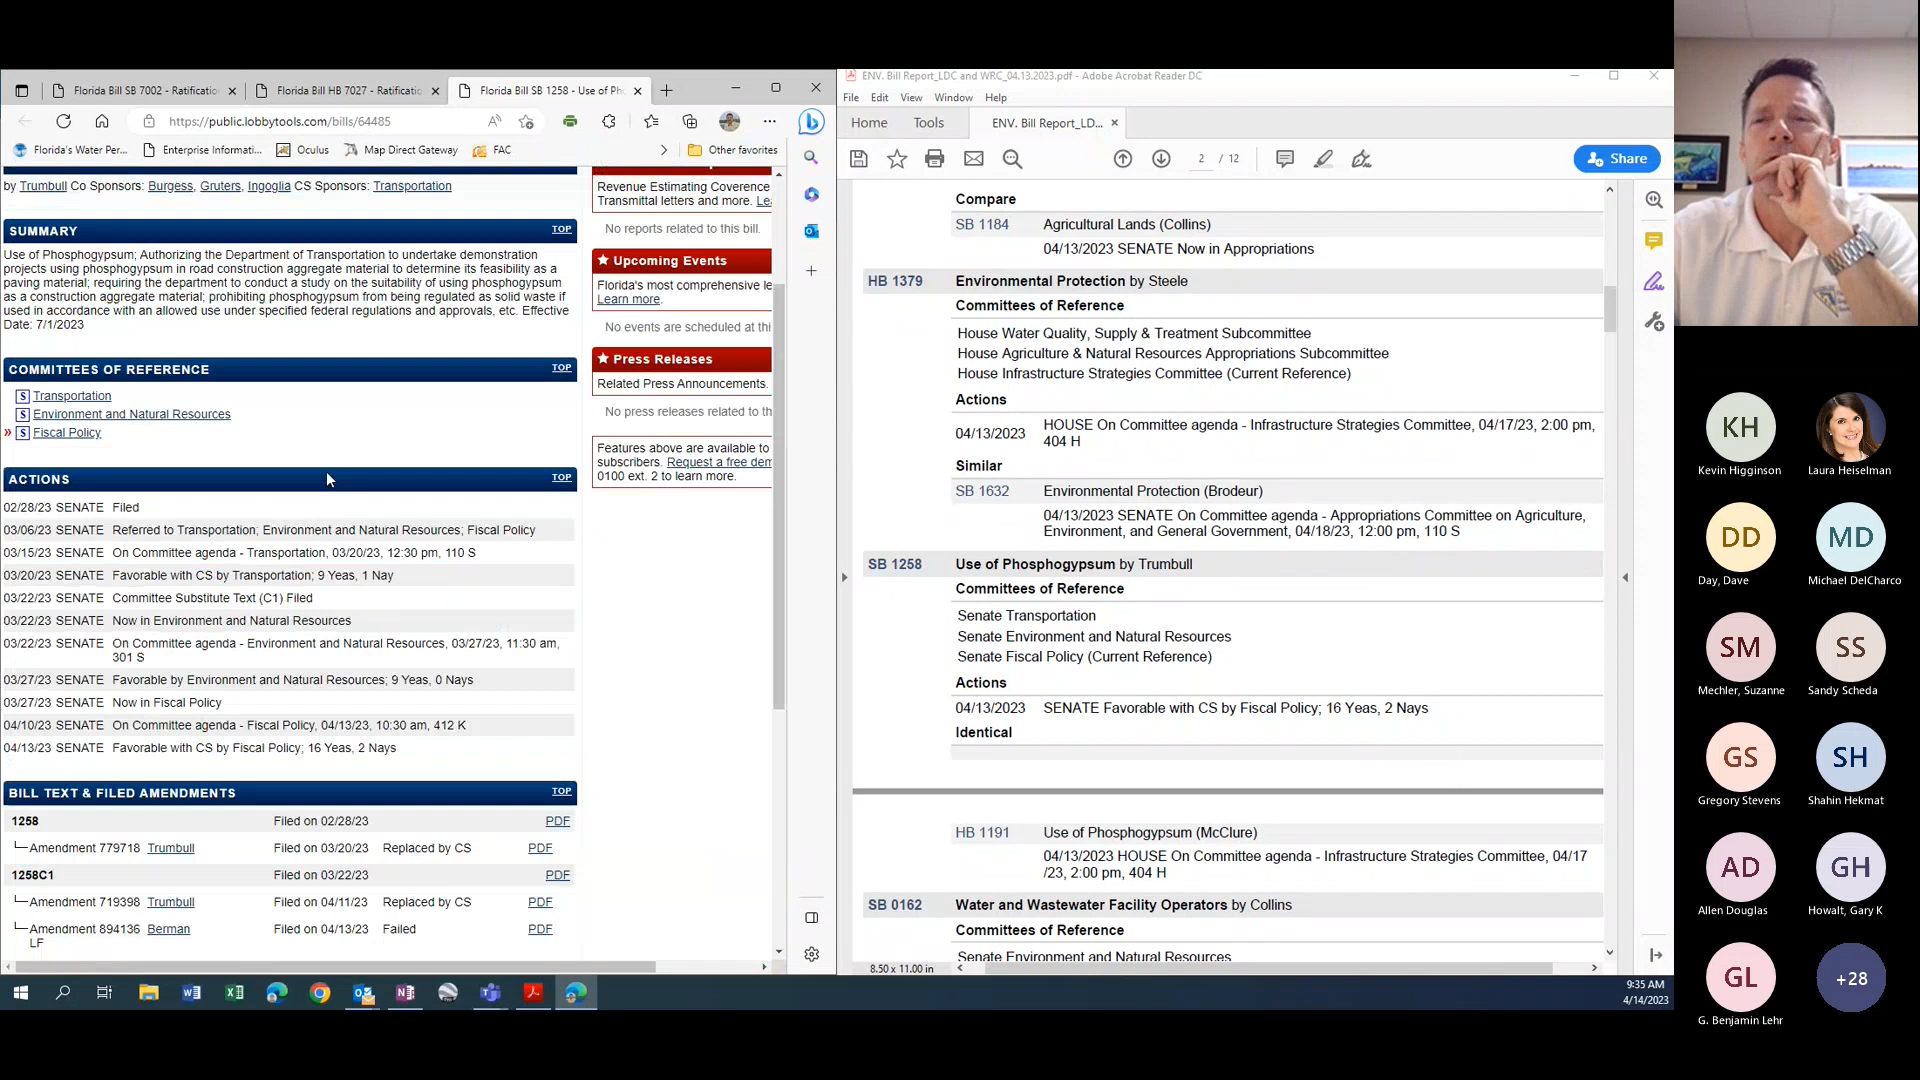 Florida Bill SB 7002 - Ratificatio
Florida Bill HB 7027 - Ratificatio
Florida Bill SB 1258 - Use of Ph
https://public.lobbytools.com/bills/64485
Florida's Water Per...
Enterprise Informati...
Oculus
Map Direct Gateway
FAC
Other favorites
by Trumbull Co Sponsors: Burgess, Gruters, Ingoglia CS Sponsors: Transportation
SUMMARY
TOP
Use of Phosphogypsum; Authorizing the Department of Transportation to undertake demonstration
projects using phosphogypsum in road construction aggregate material to determine its feasibility as a
paving material; requiring the department to conduct a study on the suitability of using phosphogypsum
as a construction aggregate material; prohibiting phosphogypsum from being regulated as solid waste if
used in accordance with an allowed use under specified federal regulations and approvals, etc. Effective
Date: 7/1/2023
COMMITTEES OF REFERENCE
TOP
» S Transportation
S Environment and Natural Resources
S Fiscal Policy
ACTIONS
TOP
02/28/23 SENATE Filed
03/06/23 SENATE Referred to Transportation; Environment and Natural Resources; Fiscal Policy
03/15/23 SENATE On Committee agenda - Transportation, 03/20/23, 12:30 pm, 110 S
03/20/23 SENATE Favorable with CS by Transportation; 9 Yeas, 1 Nay
03/22/23 SENATE Committee Substitute Text (C1) Filed
03/22/23 SENATE Now in Environment and Natural Resources
03/22/23 SENATE On Committee agenda - Environment and Natural Resources, 03/27/23, 11:30 am,
301 S
03/27/23 SENATE Favorable by Environment and Natural Resources; 9 Yeas, 0 Nays
03/27/23 SENATE Now in Fiscal Policy
04/10/23 SENATE On Committee agenda - Fiscal Policy, 04/13/23, 10:30 am, 412 K
04/13/23 SENATE Favorable with CS by Fiscal Policy; 16 Yeas, 2 Nays
BILL TEXT & FILED AMENDMENTS
TOP
1258 Filed on 02/28/23 PDF
Amendment 779718 Trumbull Filed on 03/20/23 Replaced by CS PDF
1258C1 Filed on 03/22/23 PDF
Amendment 719398 Trumbull Filed on 04/11/23 Replaced by CS PDF
Amendment 894136 Berman Filed on 04/13/23 Failed PDF
LF
Revenue Estimating Coverence
Transmittal letters and more. Le
No reports related to this bill.
Upcoming Events
Florida's most comprehensive le
Learn more.
No events are scheduled at thi
Press Releases
Related Press Announcements.
No press releases related to th
Features above are available to
subscribers. Request a free dem
0100 ext. 2 to learn more.
ENV. Bill Report_LDC and WRC_04.13.2023.pdf - Adobe Acrobat Reader DC
File Edit View Window Help
Home Tools ENV. Bill Report_LD...
2 / 12
Share
Compare
SB 1184 Agricultural Lands (Collins)
04/13/2023 SENATE Now in Appropriations
HB 1379 Environmental Protection by Steele
Committees of Reference
House Water Quality, Supply & Treatment Subcommittee
House Agriculture & Natural Resources Appropriations Subcommittee
House Infrastructure Strategies Committee (Current Reference)
Actions
04/13/2023 HOUSE On Committee agenda - Infrastructure Strategies Committee, 04/17/23, 2:00 pm,
404 H
Similar
SB 1632 Environmental Protection (Brodeur)
04/13/2023 SENATE On Committee agenda - Appropriations Committee on Agriculture,
Environment, and General Government, 04/18/23, 12:00 pm, 110 S
SB 1258 Use of Phosphogypsum by Trumbull
Committees of Reference
Senate Transportation
Senate Environment and Natural Resources
Senate Fiscal Policy (Current Reference)
Actions
04/13/2023 SENATE Favorable with CS by Fiscal Policy; 16 Yeas, 2 Nays
Identical
HB 1191 Use of Phosphogypsum (McClure)
04/13/2023 HOUSE On Committee agenda - Infrastructure Strategies Committee, 04/17
/23, 2:00 pm, 404 H
SB 0162 Water and Wastewater Facility Operators by Collins
Committees of Reference
Senate Environment and Natural Resources
8.50 x 11.00 in
9:35 AM
4/14/2023
KH
Kevin Higginson
Laura Heiselman
DD
Day, Dave
MD
Michael DelCharco
SM
Mechler, Suzanne
SS
Sandy Scheda
GS
Gregory Stevens
SH
Shahin Hekmat
AD
Allen Douglas
GH
Howalt, Gary K
GL
G. Benjamin Lehr
+28